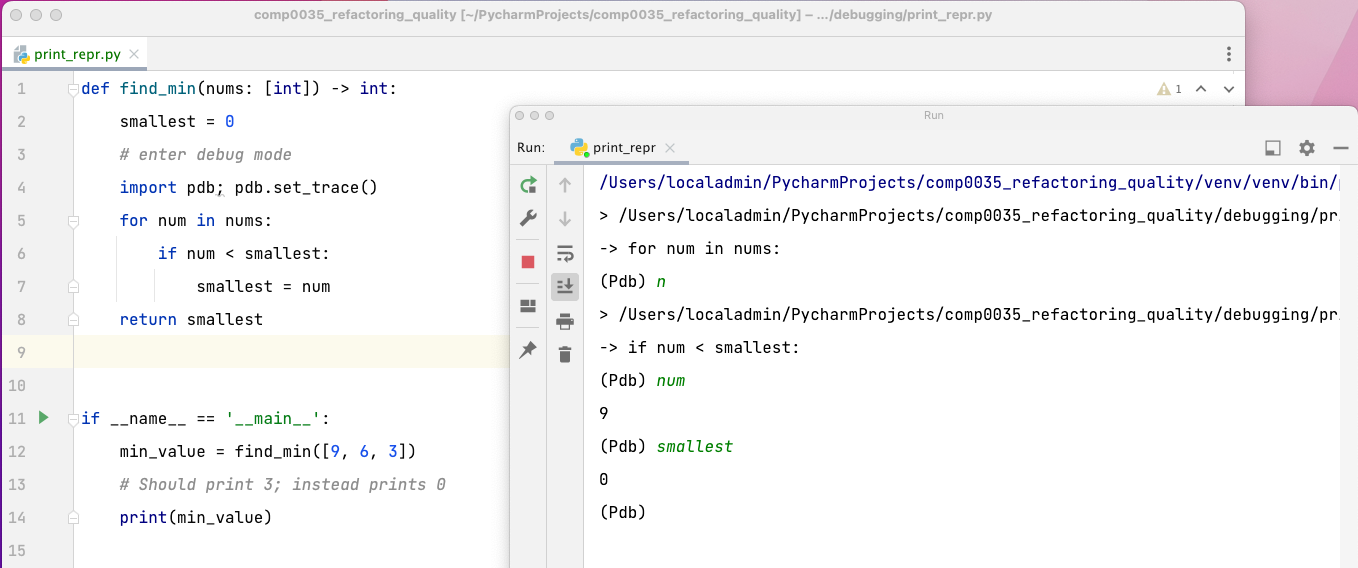 comp0035_refactoring_quality [~/PycharmProjects/comp0035_refactoring_quality] – .../debugging/print_repr.py
print_repr.py
1 def find_min(nums: [int]) -> int:
2 smallest = 0
3 # enter debug mode
4 import pdb; pdb.set_trace()
5 for num in nums:
6 if num < smallest:
7 smallest = num
8 return smallest
9
10
11 if __name__ == '__main__':
12 min_value = find_min([9, 6, 3])
13 # Should print 3; instead prints 0
14 print(min_value)
15
1
Run
Run: print_repr
/Users/localadmin/PycharmProjects/comp0035_refactoring_quality/venv/venv/bin/
> /Users/localadmin/PycharmProjects/comp0035_refactoring_quality/debugging/pri
-> for num in nums:
(Pdb) n
> /Users/localadmin/PycharmProjects/comp0035_refactoring_quality/debugging/pri
-> if num < smallest:
(Pdb) num
9
(Pdb) smallest
0
(Pdb)